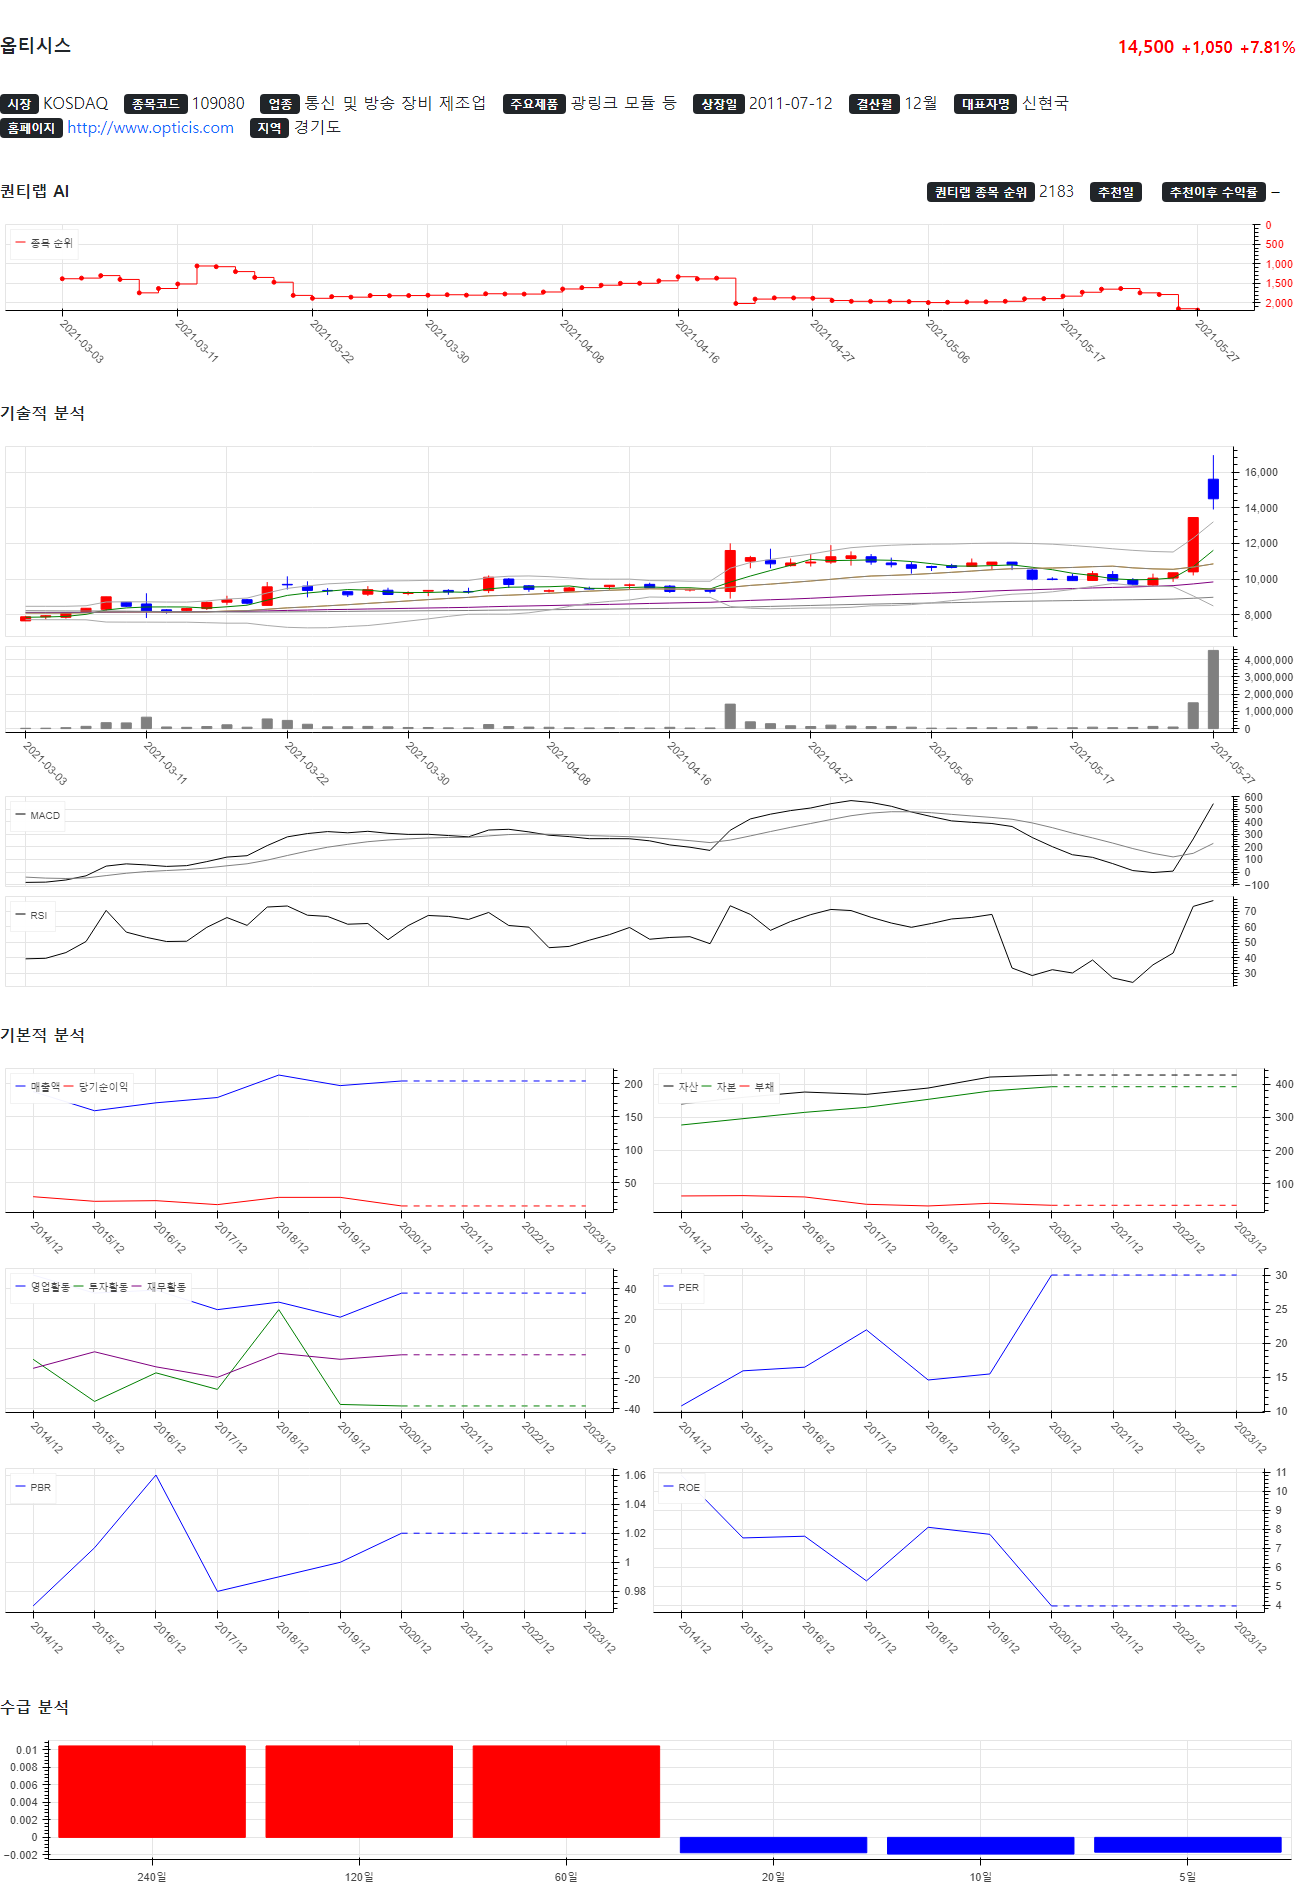 옵티시스
14,500 +1,050 +7.81%
시장 KOSDAQ 종목코드 109080 업종 통신 및 방송 장비 제조업 주요제품 광링크 모듈 등 상장일 2011-07-12 결산월 12월 대표자명 신현국
홈페이지 http://www.opticis.com 지역 경기도
퀀티랩 AI
퀀티랩 종목 순위 2183 추천일 추천이후 수익률 –
종목 순위
0
500
1,000
1,500
2,000
2021-03-03 2021-03-11 2021-03-22 2021-03-30 2021-04-08 2021-04-16 2021-04-27 2021-05-06 2021-05-17 2021-05-27
기술적 분석
16,000
14,000
12,000
10,000
8,000
4,000,000
3,000,000
2,000,000
1,000,000
0
2021-03-03 2021-03-11 2021-03-22 2021-03-30 2021-04-08 2021-04-16 2021-04-27 2021-05-06 2021-05-17 2021-05-27
MACD
600
500
400
300
200
100
0
−100
RSI
70
60
50
40
30
기본적 분석
매출액 당기순이익
200
150
100
50
2014/12 2015/12 2016/12 2017/12 2018/12 2019/12 2020/12 2021/12 2022/12 2023/12
자산 자본 부채
400
300
200
100
2014/12 2015/12 2016/12 2017/12 2018/12 2019/12 2020/12 2021/12 2022/12 2023/12
영업활동 투자활동 재무활동
40
20
0
-20
-40
2014/12 2015/12 2016/12 2017/12 2018/12 2019/12 2020/12 2021/12 2022/12 2023/12
PER
30
25
20
15
10
2014/12 2015/12 2016/12 2017/12 2018/12 2019/12 2020/12 2021/12 2022/12 2023/12
PBR
1.06
1.04
1.02
1
0.98
2014/12 2015/12 2016/12 2017/12 2018/12 2019/12 2020/12 2021/12 2022/12 2023/12
ROE
11
10
9
8
7
6
5
4
2014/12 2015/12 2016/12 2017/12 2018/12 2019/12 2020/12 2021/12 2022/12 2023/12
수급 분석
0.01
0.008
0.006
0.004
0.002
0
−0.002
240일 120일 60일 20일 10일 5일